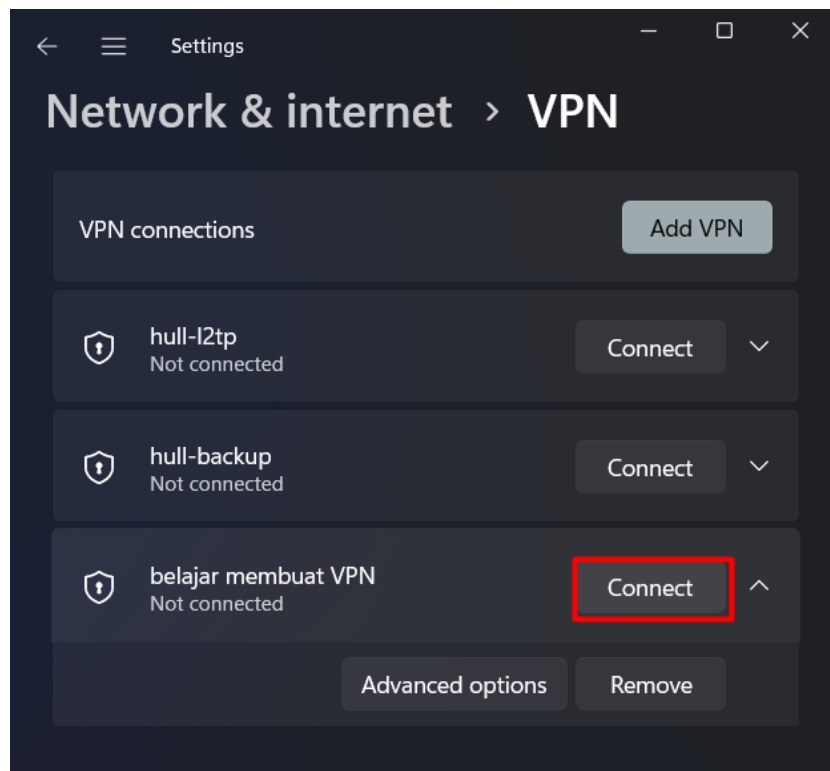 Settings
Network & internet > VPN
VPN connections
Add VPN
hull-l2tp
Not connected
Connect
hull-backup
Not connected
Connect
belajar membuat VPN
Not connected
Connect
Advanced options
Remove